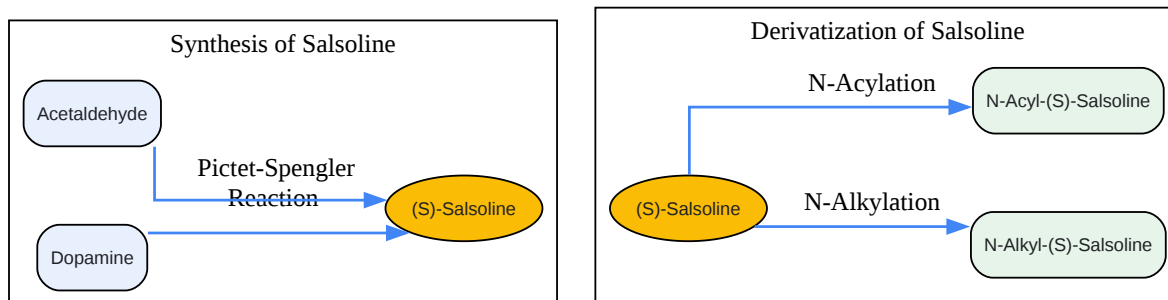 Synthesis of Salsoline
Acetaldehyde
Pictet-Spengler
Reaction
(S)-Salsoline
Dopamine
Derivatization of Salsoline
N-Acylation
N-Acyl-(S)-Salsoline
(S)-Salsoline
N-Alkylation
N-Alkyl-(S)-Salsoline